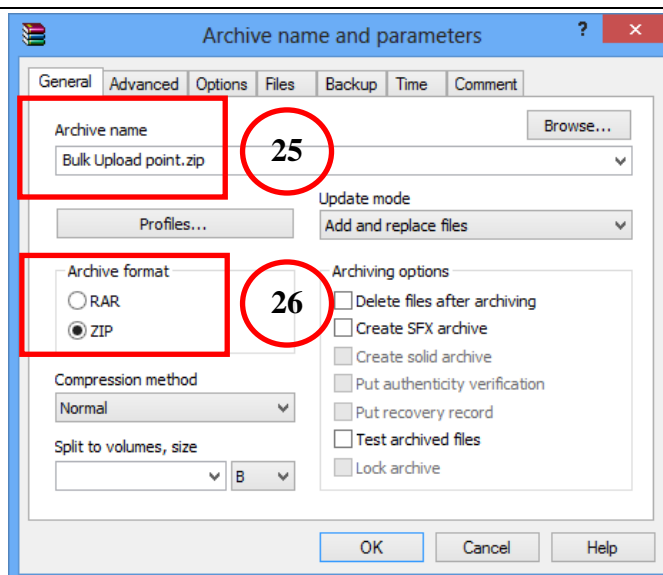 Archive name and parameters ?
General Advanced Options Files Backup Time Comment
Archive name
Browse...
Bulk Upload point.zip
25
Update mode
Profiles...
Add and replace files
Archive format
RAR
ZIP
26
Archiving options
Delete files after archiving
Create SFX archive
Create solid archive
Put authenticity verification
Put recovery record
Test archived files
Lock archive
Compression method
Normal
Split to volumes, size
B
OK Cancel Help